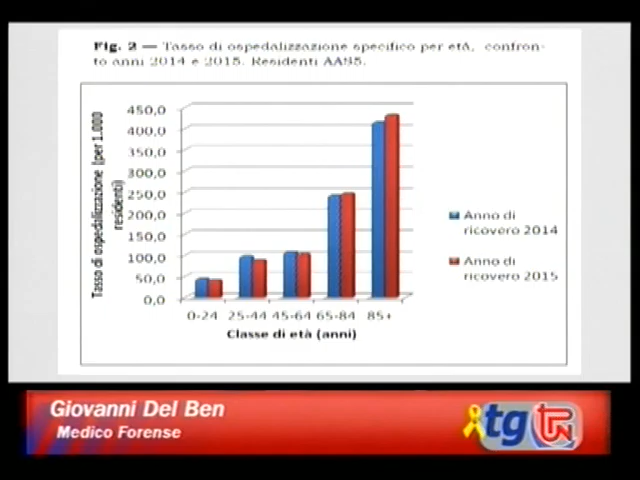 Fig. 2 — Tasso di ospedalizzazione specifico per età, confron-
to anni 2014 e 2015. Residenti AAS5.
Tasso di ospedalizzazione (per 1.000
residenti)
450,0
400,0
350,0
300,0
250,0
200,0
150,0
100,0
50,0
0,0
0-24 25-44 45-64 65-84 85+
Classe di età (anni)
Anno di
ricovero 2014
Anno di
ricovero 2015
Giovanni Del Ben
Medico Forense
tg TPN